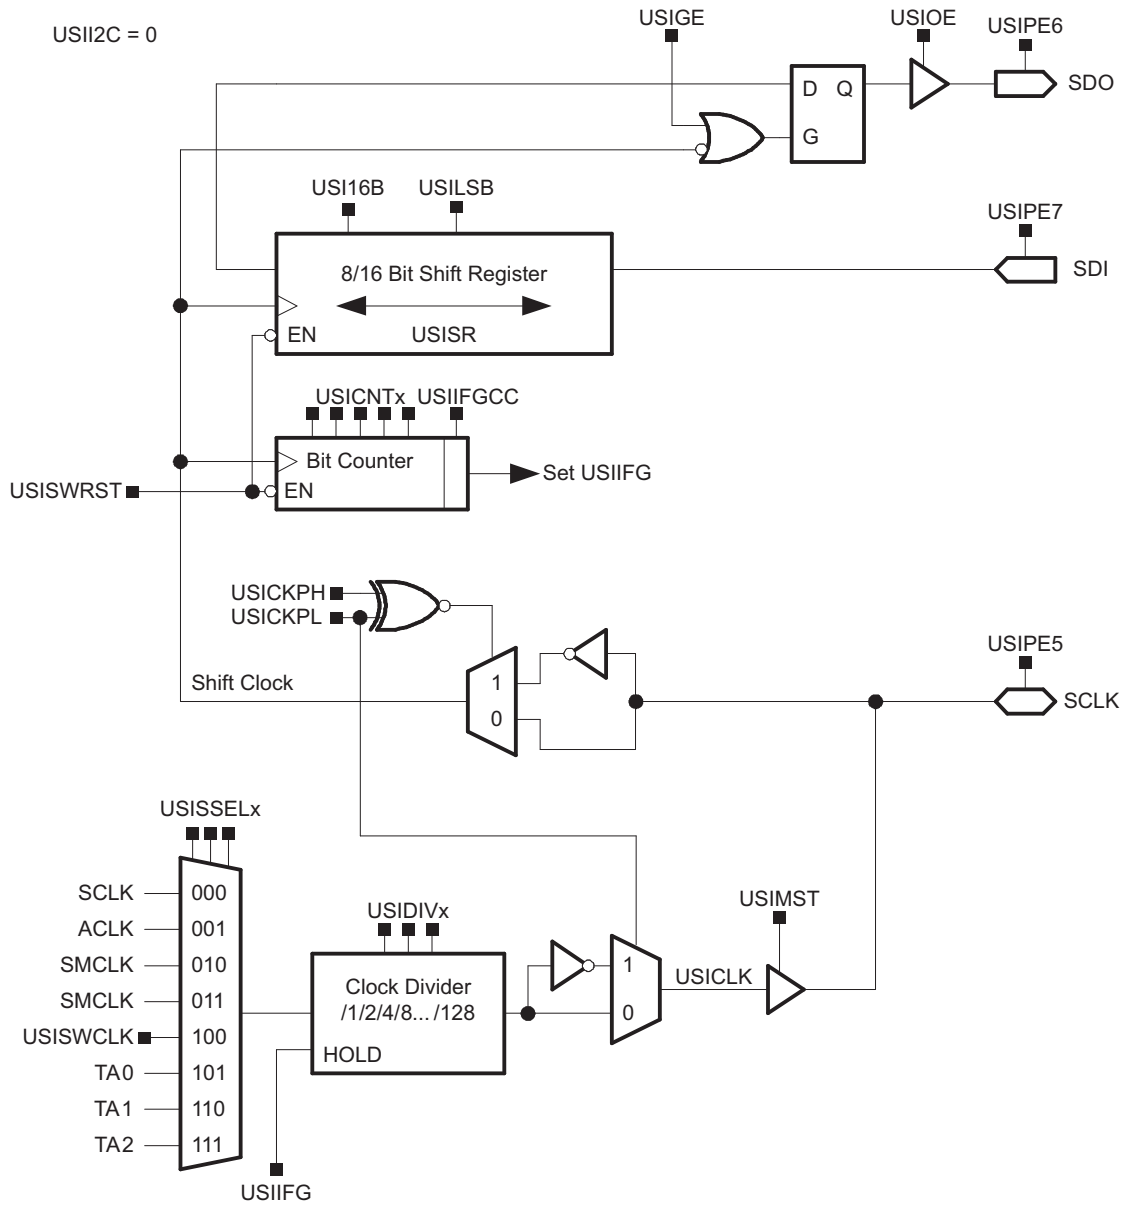 USII2C = 0
USIGE
USIOE
USIPE6
D Q
SDO
G
USI16B
USILSB
USIPE7
8/16 Bit Shift Register
SDI
EN
USISR
USICNTx
USIIFGCC
Bit Counter
Set USIIFG
USISWRST
EN
USICKPH
USICKPL
USIPE5
Shift Clock
1
0
SCLK
USISSELx
SCLK
000
ACLK
001
SMCLK
010
SMCLK
011
USISWCLK
100
TA0
101
TA1
110
TA2
111
USIDIVx
Clock Divider
/1/2/4/8... /128
HOLD
USIIFG
1
0
USICLK
USIMST